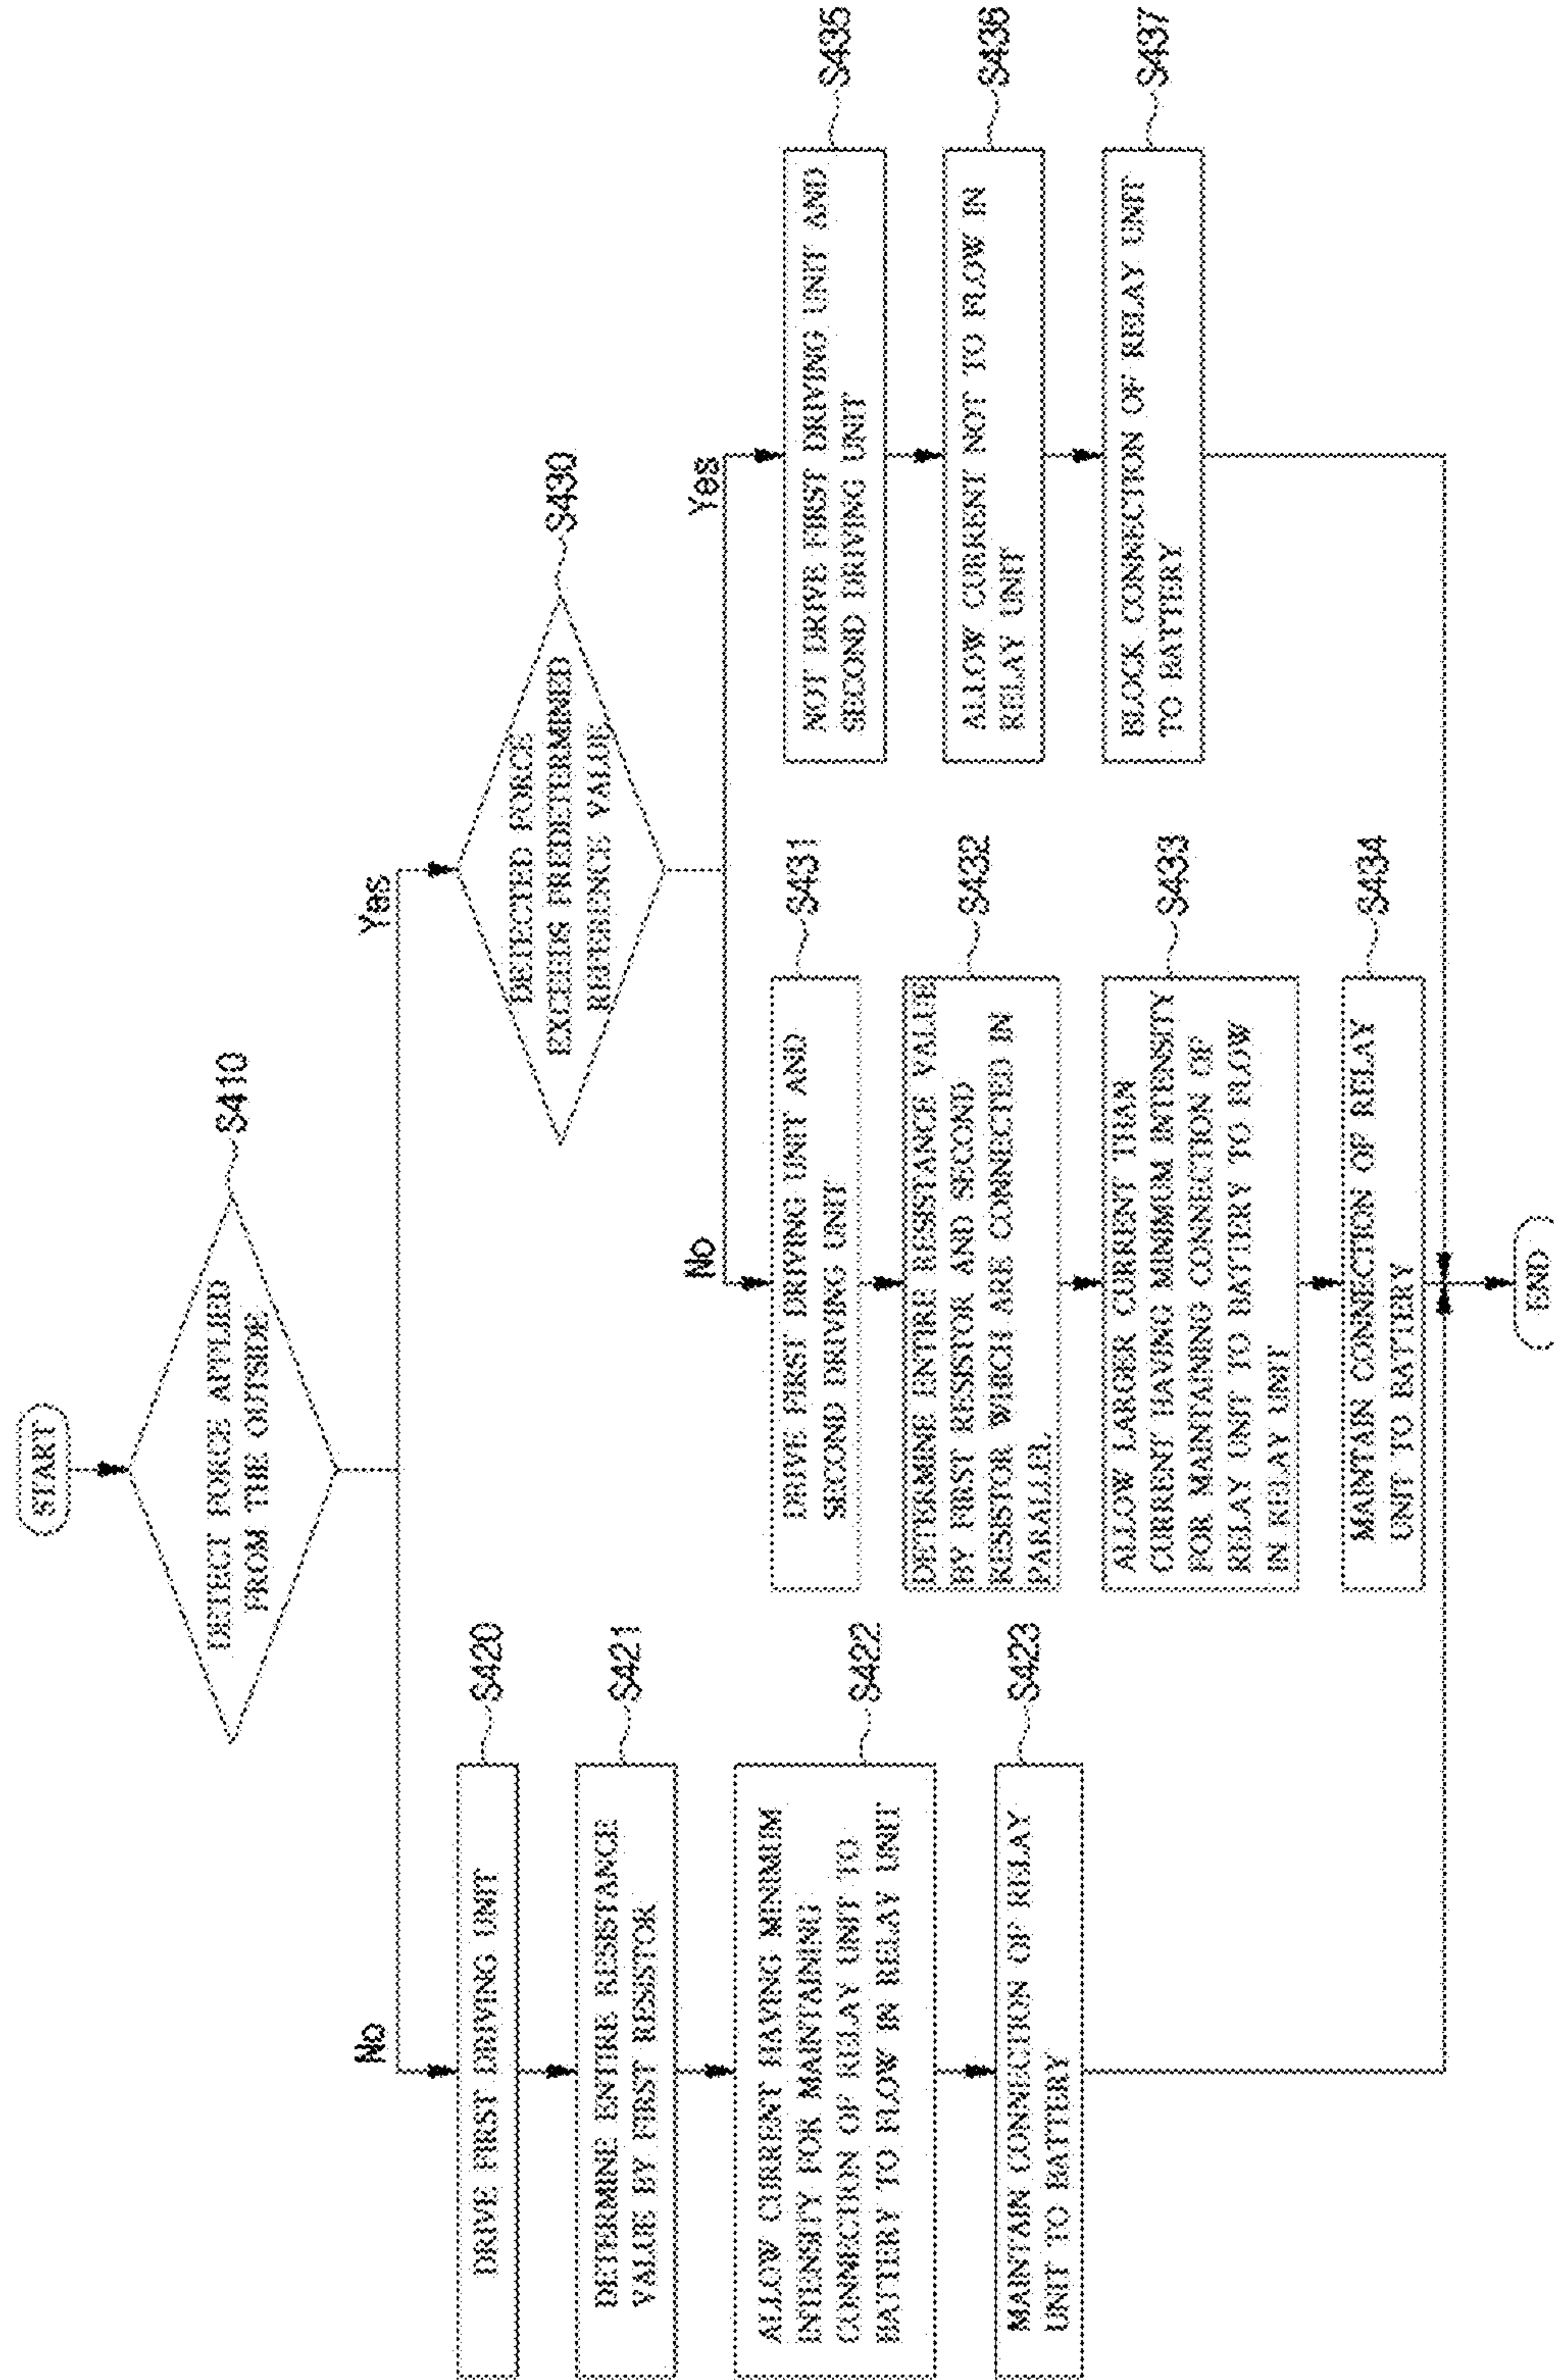 START
DETECT FORCE APPLIED
FROM THE OUTSIDE
S410
No
Yes
DRIVE FIRST DRIVING UNIT
S420
DETERMINE ENTIRE RESISTANCE
VALUE BY FIRST RESISTOR
S421
ALLOW CURRENT HAVING MINIMUM
INTENSITY FOR MAINTAINING
CONNECTION OF RELAY UNIT TO
BATTERY TO FLOW IN RELAY UNIT
S422
MAINTAIN CONNECTION OF RELAY
UNIT TO BATTERY
S423
DETECTED FORCE
EXCEEDS PREDETERMINED
REFERENCE VALUE
S430
No
Yes
DRIVE FIRST DRIVING UNIT AND
SECOND DRIVING UNIT
S431
DETERMINE ENTIRE RESISTANCE VALUE
BY FIRST RESISTOR AND SECOND
RESISTOR WHICH ARE CONNECTED IN
PARALLEL
S432
ALLOW LARGER CURRENT THAN
CURRENT HAVING MINIMUM INTENSITY
FOR MAINTAINING CONNECTION OF
RELAY UNIT TO BATTERY TO FLOW
IN RELAY UNIT
S433
MAINTAIN CONNECTION OF RELAY
UNIT TO BATTERY
S434
NOT DRIVE FIRST DRIVING UNIT AND
SECOND DRIVING UNIT
S435
ALLOW CURRENT NOT TO FLOW IN
RELAY UNIT
S436
BLOCK CONNECTION OF RELAY UNIT
TO BATTERY
S437
END